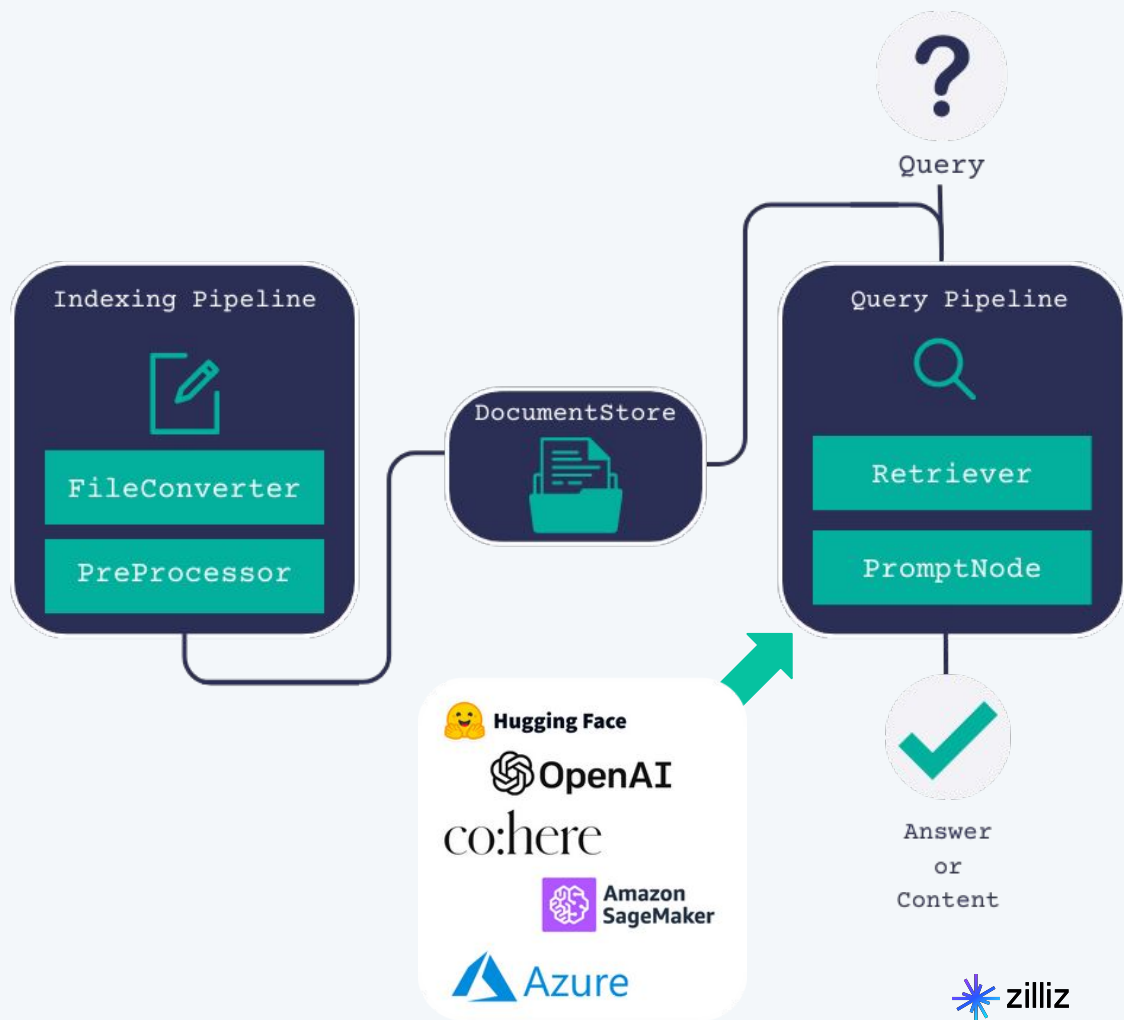 ?
Query
Indexing Pipeline
FileConverter
PreProcessor
DocumentStore
Query Pipeline
Retriever
PromptNode
Hugging Face
OpenAI
co:here
Amazon
SageMaker
Azure
Answer
or
Content
zilliz